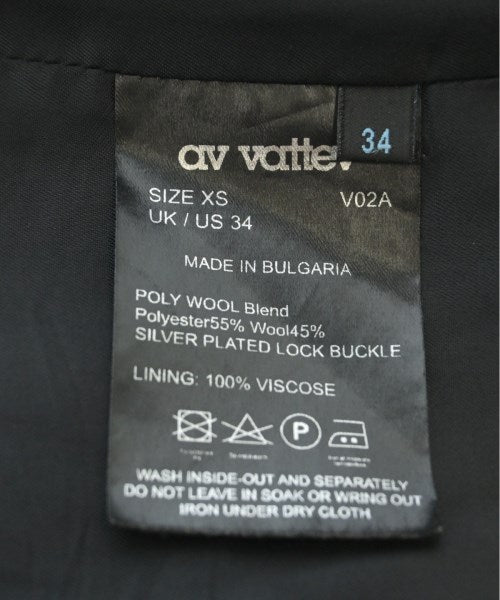 av vattev
34
SIZE XS V02A
UK / US 34
MADE IN BULGARIA
POLY WOOL Blend
Polyester55% Wool45%
SILVER PLATED LOCK BUCKLE
LINING: 100% VISCOSE
P
WASH INSIDE-OUT AND SEPARATELY
DO NOT LEAVE IN SOAK OR WRING OUT
IRON UNDER DRY CLOTH